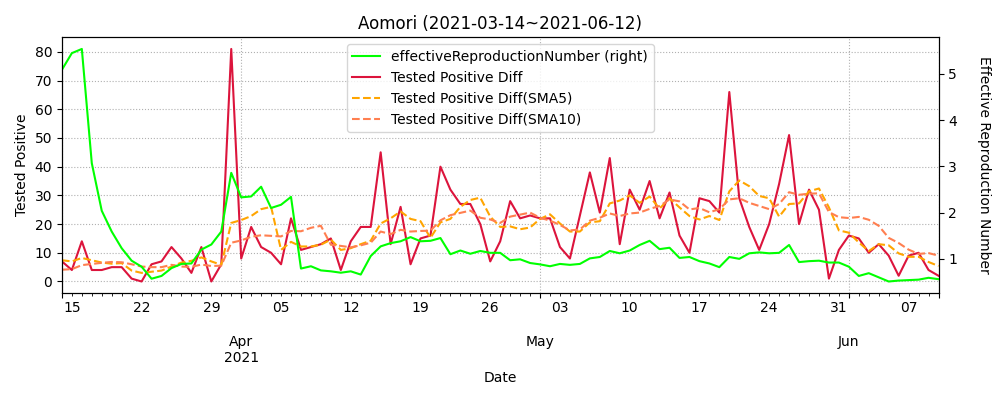 Aomori (2021-03-14~2021-06-12)
effectiveReproductionNumber (right)
Tested Positive Diff
Tested Positive Diff(SMA5)
Tested Positive Diff(SMA10)
Tested Positive
80
70
60
50
40
30
20
10
0
5
4
3
2
1
Effective Reproduction Number
15 22 29 05 12 19 26 03 10 17 24 31 07
Apr May Jun
2021
Date